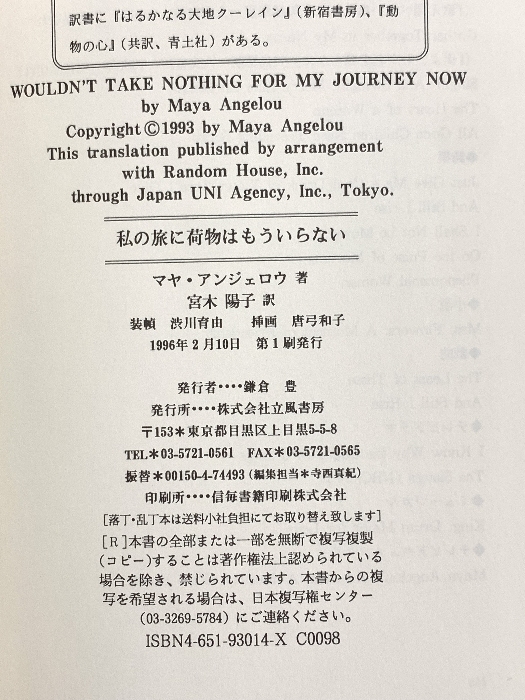 訳書に『はるかなる大地クーレイン』(新宿書房)、『動
物の心』(共訳、青土社)がある。
WOULDN'T TAKE NOTHING FOR MY JOURNEY NOW
by Maya Angelou
Copyright ©1993 by Maya Angelou
This translation published by arrangement
with Random House, Inc.
through Japan UNI Agency, Inc., Tokyo.
私の旅に荷物はもういらない
マヤ・アンジェロウ 著
宮木 陽子 訳
装幀 渋川育由 挿画 唐弓和子
1996年2月10日 第1刷発行
発行者・・・・鎌倉 豊
発行所・・・・株式会社立風書房
〒153＊東京都目黒区上目黒5-5-8
TEL＊03-5721-0561 FAX＊03-5721-0565
振替＊00150-4-74493 (編集担当＊寺西真紀)
印刷所・・・・信毎書籍印刷株式会社
[落丁・乱丁本は送料小社負担にてお取り替え致します]
[R]本書の全部または一部を無断で複写複製
(コピー)することは著作権法上認められている
場合を除き、禁じられています。本書からの複
写を希望される場合は、日本複写権センター
(03-3269-5784)にご連絡ください。
ISBN4-651-93014-X C0098